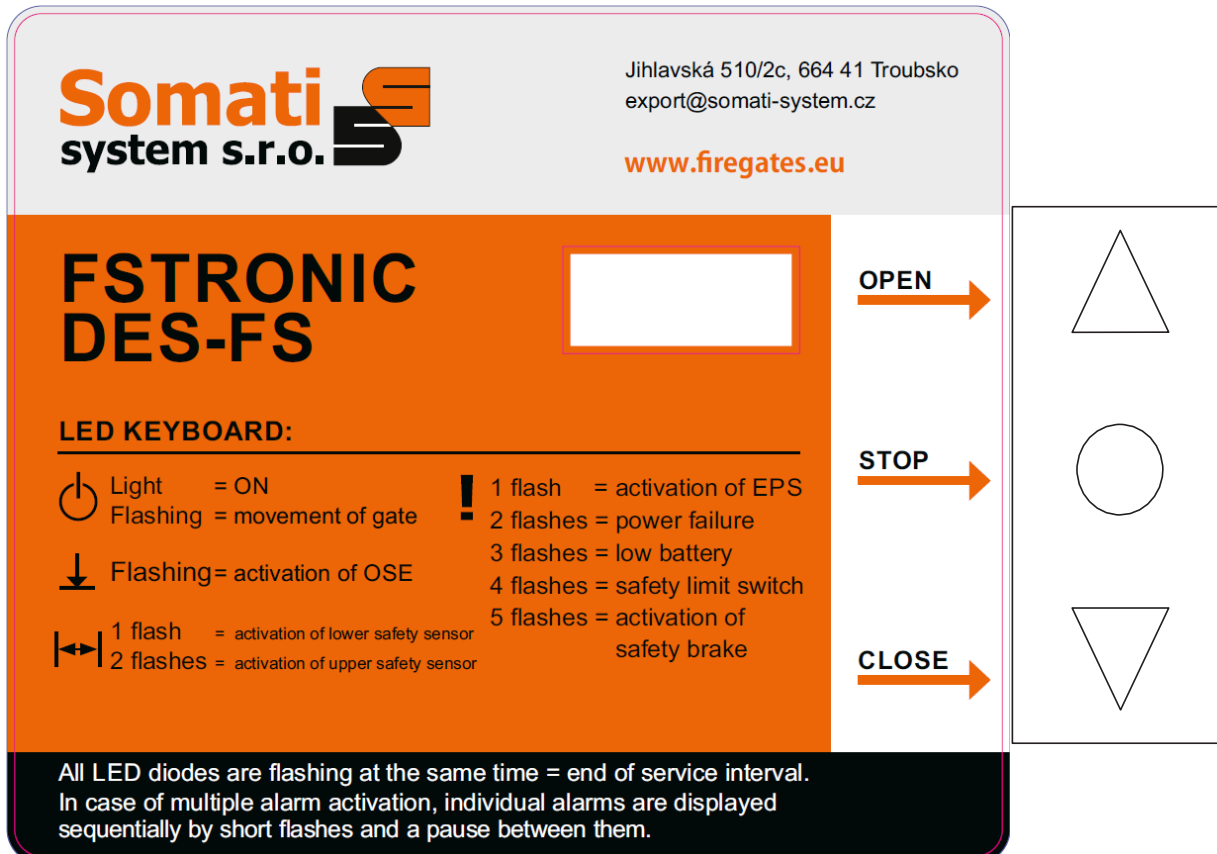 Somati
system s.r.o.
Jihlavská 510/2c, 664 41 Troubsko
export@somati-system.cz
www.firegates.eu
FSTRONIC
DES-FS
OPEN
STOP
CLOSE
LED KEYBOARD:
Light = ON
Flashing = movement of gate
Flashing= activation of OSE
1 flash = activation of lower safety sensor
2 flashes = activation of upper safety sensor
! 1 flash = activation of EPS
2 flashes = power failure
3 flashes = low battery
4 flashes = safety limit switch
5 flashes = activation of
safety brake
All LED diodes are flashing at the same time = end of service interval.
In case of multiple alarm activation, individual alarms are displayed
sequentially by short flashes and a pause between them.